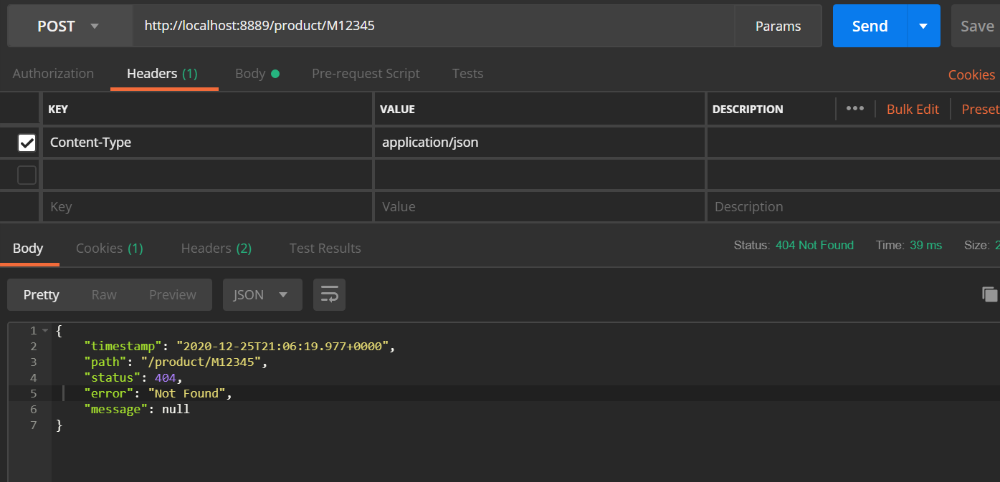 POST http://localhost:8889/product/M12345 Params Send Save
Authorization Headers (1) Body Pre-request Script Tests Cookies
KEY VALUE DESCRIPTION ••• Bulk Edit Preset
Content-Type application/json
Key Value Description
Body Cookies (1) Headers (2) Test Results Status: 404 Not Found Time: 39 ms Size: 2
Pretty Raw Preview JSON
1 {
2 "timestamp": "2020-12-25T21:06:19.977+0000",
3 "path": "/product/M12345",
4 "status": 404,
5 "error": "Not Found",
6 "message": null
7 }